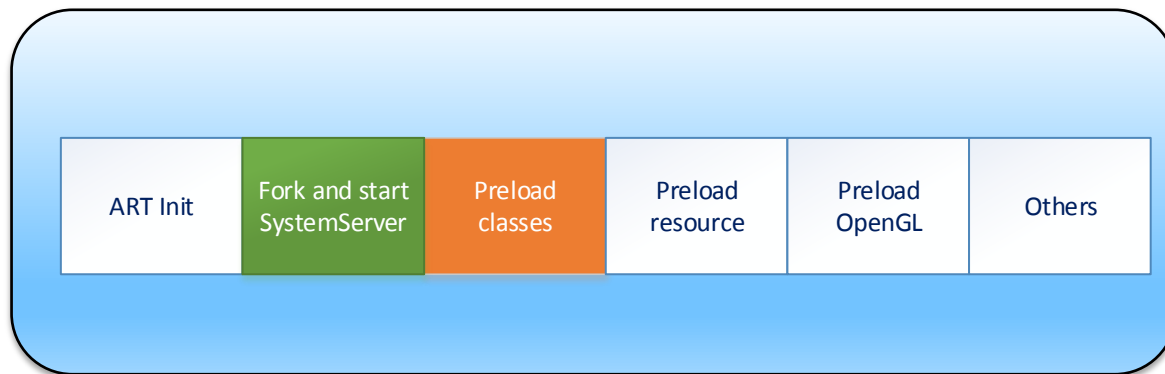 ART Init
Fork and start
SystemServer
Preload
classes
Preload
resource
Preload
OpenGL
Others